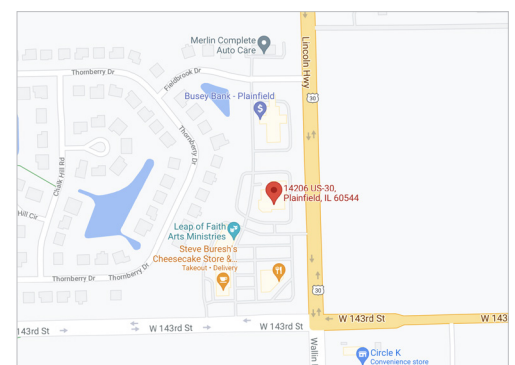 Merlin Complete
Auto Care
Lincoln Hwy
Thornberry Dr
Fieldbrook Dr
Busey Bank - Plainfield
30
Thornberry Dr
Chalk Hill Rd
14206 US-30,
Plainfield, IL 60544
Hill Cir
Leap of Faith
Arts Ministries
Steve Buresh's
Cheesecake Store &...
Takeout • Delivery
Thornberry Dr
Thornberry Dr
30
W 143rd St
W 143rd St
W 143rd St
W 143rd St
W 143
Wallin
Circle K
Convenience store